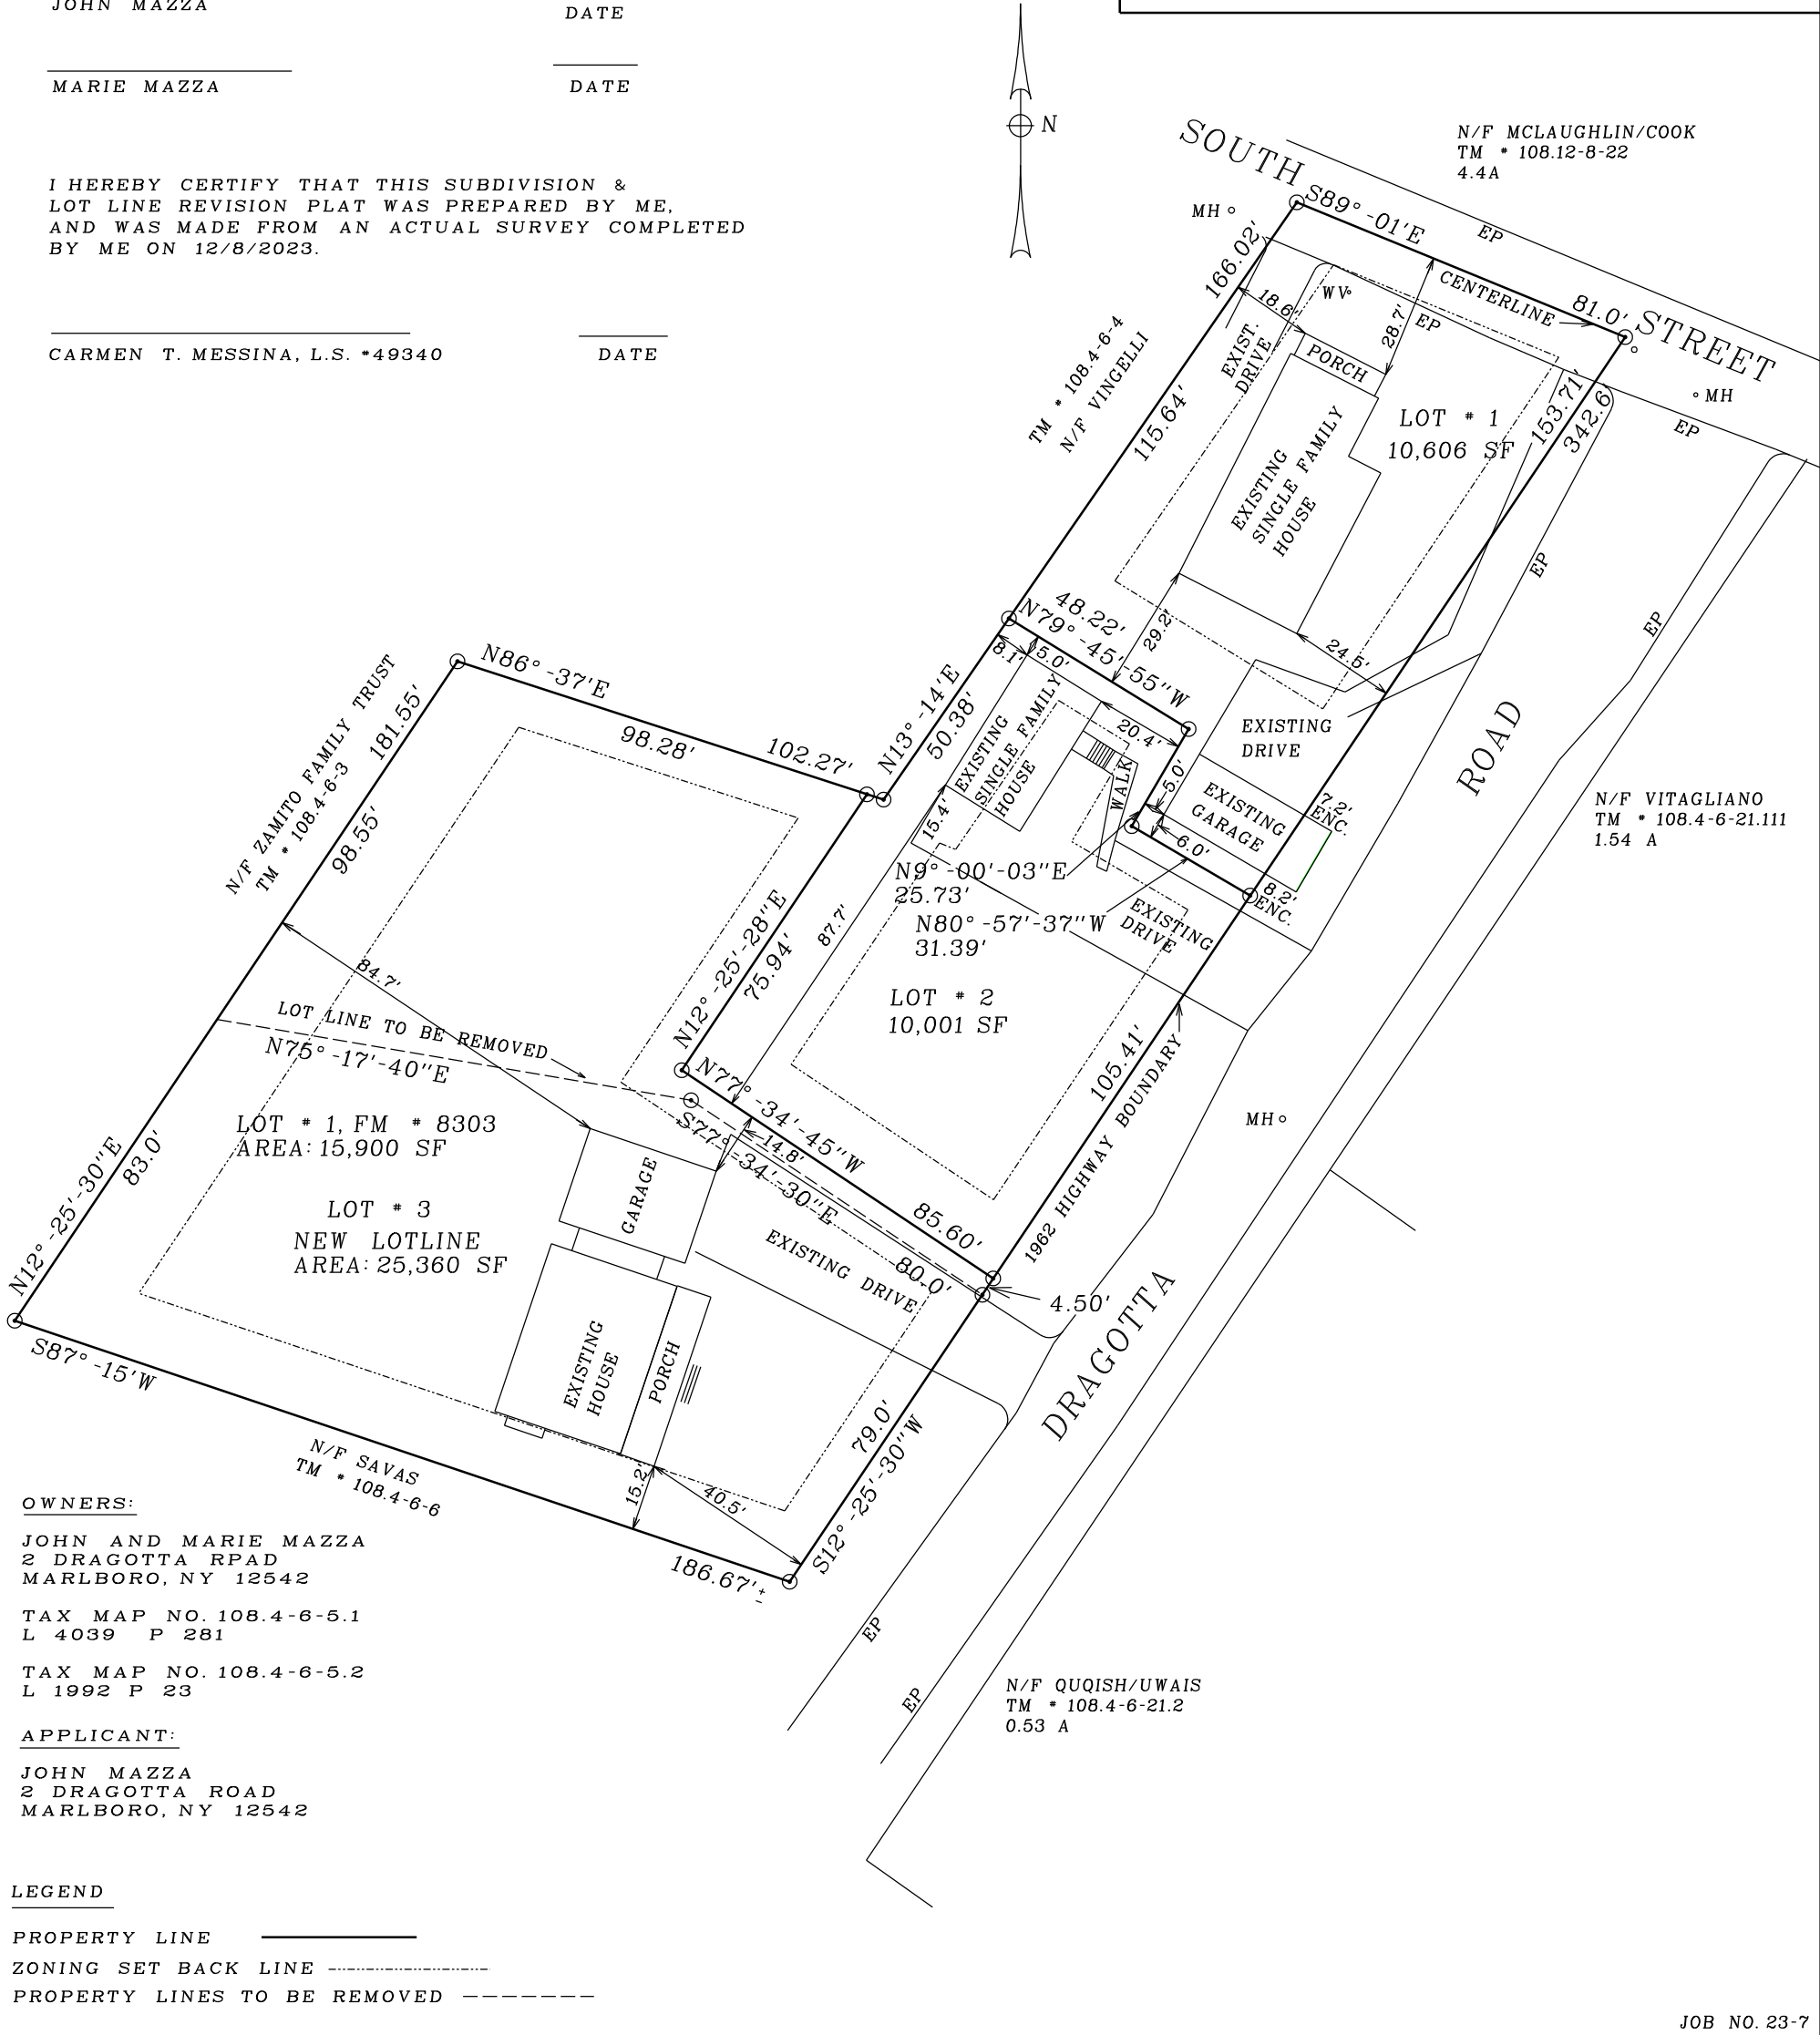 JOHN MAZZA
DATE
MARIE MAZZA
DATE
I HEREBY CERTIFY THAT THIS SUBDIVISION &
LOT LINE REVISION PLAT WAS PREPARED BY ME,
AND WAS MADE FROM AN ACTUAL SURVEY COMPLETED
BY ME ON 12/8/2023.
CARMEN T. MESSINA, L.S. #49340
DATE
N
N/F MCLAUGHLIN/COOK
TM # 108.12-8-22
4.4A
SOUTH
STREET
S89°-01'E
81.0'
MH
EP
CENTERLINE
EP
WV
MH
EP
166.02'
115.64'
18.6'
28.7'
EXIST.
DRIVE
PORCH
TM # 108.4-6-4
N/F VINGELLI
LOT # 1
10,606 SF
153.71'
342.6'
EXISTING
SINGLE FAMILY
HOUSE
EP
EP
48.22'
N79°-45'-55"W
29.2'
24.5'
8.1'
5.0'
N13°-14'E
50.38'
EXISTING
SINGLE FAMILY
HOUSE
20.4'
WALK
5.0'
EXISTING
DRIVE
EXISTING
GARAGE
7.2'
ENC.
6.0'
8.2'
ENC.
15.4'
N9°-00'-03"E
25.73'
N80°-57'-37"W
31.39'
EXISTING
DRIVE
87.7'
LOT # 2
10,001 SF
105.41'
1962 HIGHWAY BOUNDARY
ROAD
DRAGOTTA
N/F VITAGLIANO
TM # 108.4-6-21.111
1.54 A
MH
N/F ZAMITO FAMILY TRUST
TM # 108.4-6-3
181.55'
98.55'
N86°-37'E
98.28'
102.27'
N12°-25'-28"E
75.94'
84.7'
LOT LINE TO BE REMOVED
N75°-17'-40"E
N77°-34'-45"W
85.60'
S77°-34'-30"E
80.0'
14.8'
4.50'
LOT # 1, FM # 8303
AREA: 15,900 SF
LOT # 3
NEW LOTLINE
AREA: 25,360 SF
N12°-25'-30"E
83.0'
GARAGE
EXISTING DRIVE
EXISTING
HOUSE
PORCH
S87°-15'W
186.67'±
N/F SAVAS
TM # 108.4-6-6
15.2'
40.5'
79.0'
S12°-25'-30"W
EP
EP
N/F QUQISH/UWAIS
TM # 108.4-6-21.2
0.53 A
OWNERS:
JOHN AND MARIE MAZZA
2 DRAGOTTA RPAD
MARLBORO, NY 12542
TAX MAP NO. 108.4-6-5.1
L 4039 P 281
TAX MAP NO. 108.4-6-5.2
L 1992 P 23
APPLICANT:
JOHN MAZZA
2 DRAGOTTA ROAD
MARLBORO, NY 12542
LEGEND
PROPERTY LINE
ZONING SET BACK LINE
PROPERTY LINES TO BE REMOVED
JOB NO. 23-7